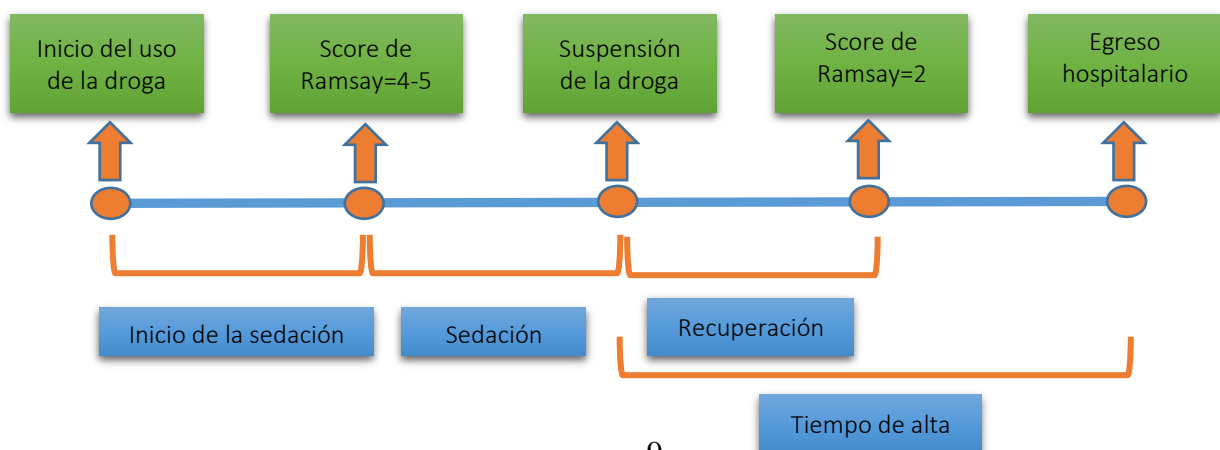 Inicio del uso
de la droga
Score de
Ramsay=4-5
Suspensión
de la droga
Score de
Ramsay=2
Egreso
hospitalario
Inicio de la sedación
Sedación
Recuperación
Tiempo de alta